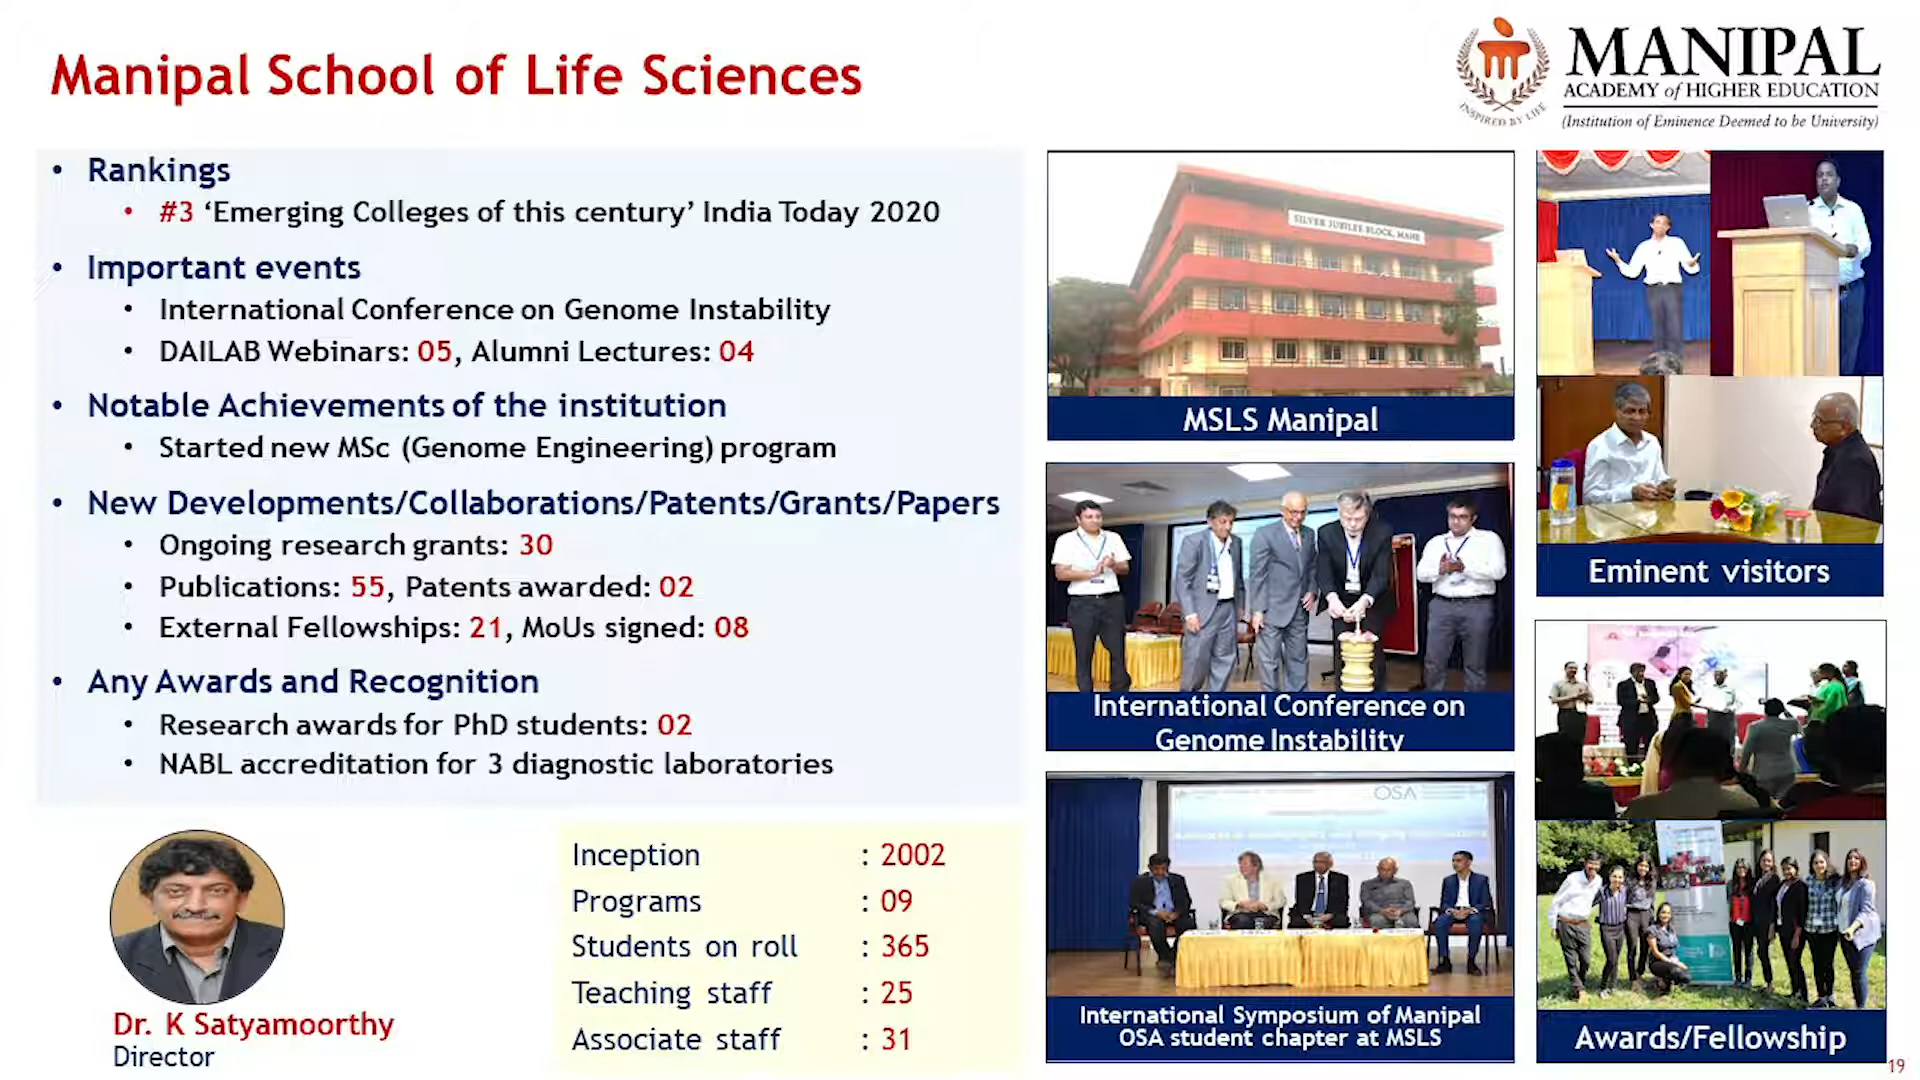 Manipal School of Life Sciences
MANIPAL
ACADEMY of HIGHER EDUCATION
(Institution of Eminence Deemed to be University)
INSPIRED BY LIFE
• Rankings
• #3 ‘Emerging Colleges of this century’ India Today 2020
• Important events
• International Conference on Genome Instability
• DAILAB Webinars: 05, Alumni Lectures: 04
• Notable Achievements of the institution
• Started new MSc (Genome Engineering) program
• New Developments/Collaborations/Patents/Grants/Papers
• Ongoing research grants: 30
• Publications: 55, Patents awarded: 02
• External Fellowships: 21, MoUs signed: 08
• Any Awards and Recognition
• Research awards for PhD students: 02
• NABL accreditation for 3 diagnostic laboratories
Dr. K Satyamoorthy
Director
Inception : 2002
Programs : 09
Students on roll : 365
Teaching staff : 25
Associate staff : 31
SILVER JUBILEE BLOCK, MAHE
MSLS Manipal
International Conference on
Genome Instability
OSA
International Symposium of Manipal
OSA student chapter at MSLS
Eminent visitors
Awards/Fellowship
19